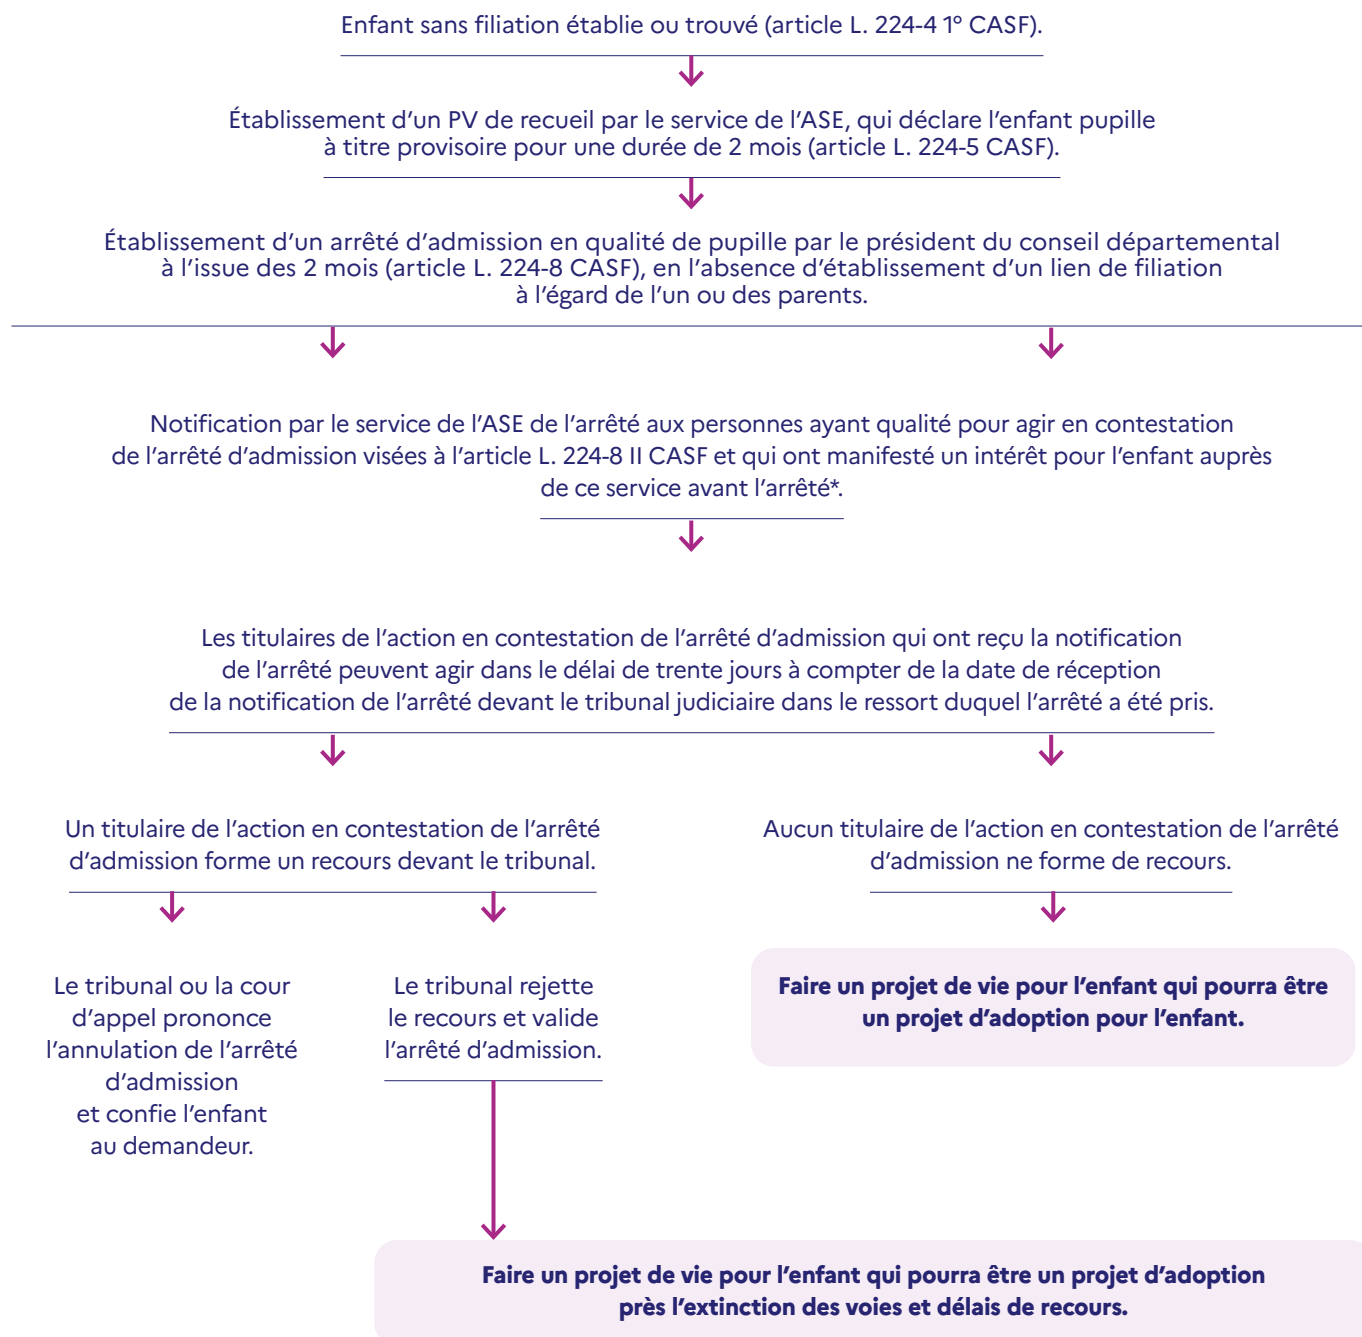 Enfant sans filiation établie ou trouvé (article L. 224-4 1° CASF).
Établissement d’un PV de recueil par le service de l’ASE, qui déclare l’enfant pupille
à titre provisoire pour une durée de 2 mois (article L. 224-5 CASF).
Établissement d’un arrêté d’admission en qualité de pupille par le président du conseil départemental
à l’issue des 2 mois (article L. 224-8 CASF), en l’absence d’établissement d’un lien de filiation
à l’égard de l’un ou des parents.
Notification par le service de l’ASE de l’arrêté aux personnes ayant qualité pour agir en contestation
de l’arrêté d’admission visées à l’article L. 224-8 II CASF et qui ont manifesté un intérêt pour l’enfant auprès
de ce service avant l’arrêté*.
Les titulaires de l’action en contestation de l’arrêté d’admission qui ont reçu la notification
de l’arrêté peuvent agir dans le délai de trente jours à compter de la date de réception
de la notification de l’arrêté devant le tribunal judiciaire dans le ressort duquel l’arrêté a été pris.
Un titulaire de l’action en contestation de l’arrêté
d’admission forme un recours devant le tribunal.
Aucun titulaire de l’action en contestation de l’arrêté
d’admission ne forme de recours.
Le tribunal ou la cour
d’appel prononce
l’annulation de l’arrêté
d’admission
et confie l’enfant
au demandeur.
Le tribunal rejette
le recours et valide
l’arrêté d’admission.
Faire un projet de vie pour l’enfant qui pourra être
un projet d’adoption pour l’enfant.
Faire un projet de vie pour l’enfant qui pourra être un projet d’adoption
près l’extinction des voies et délais de recours.